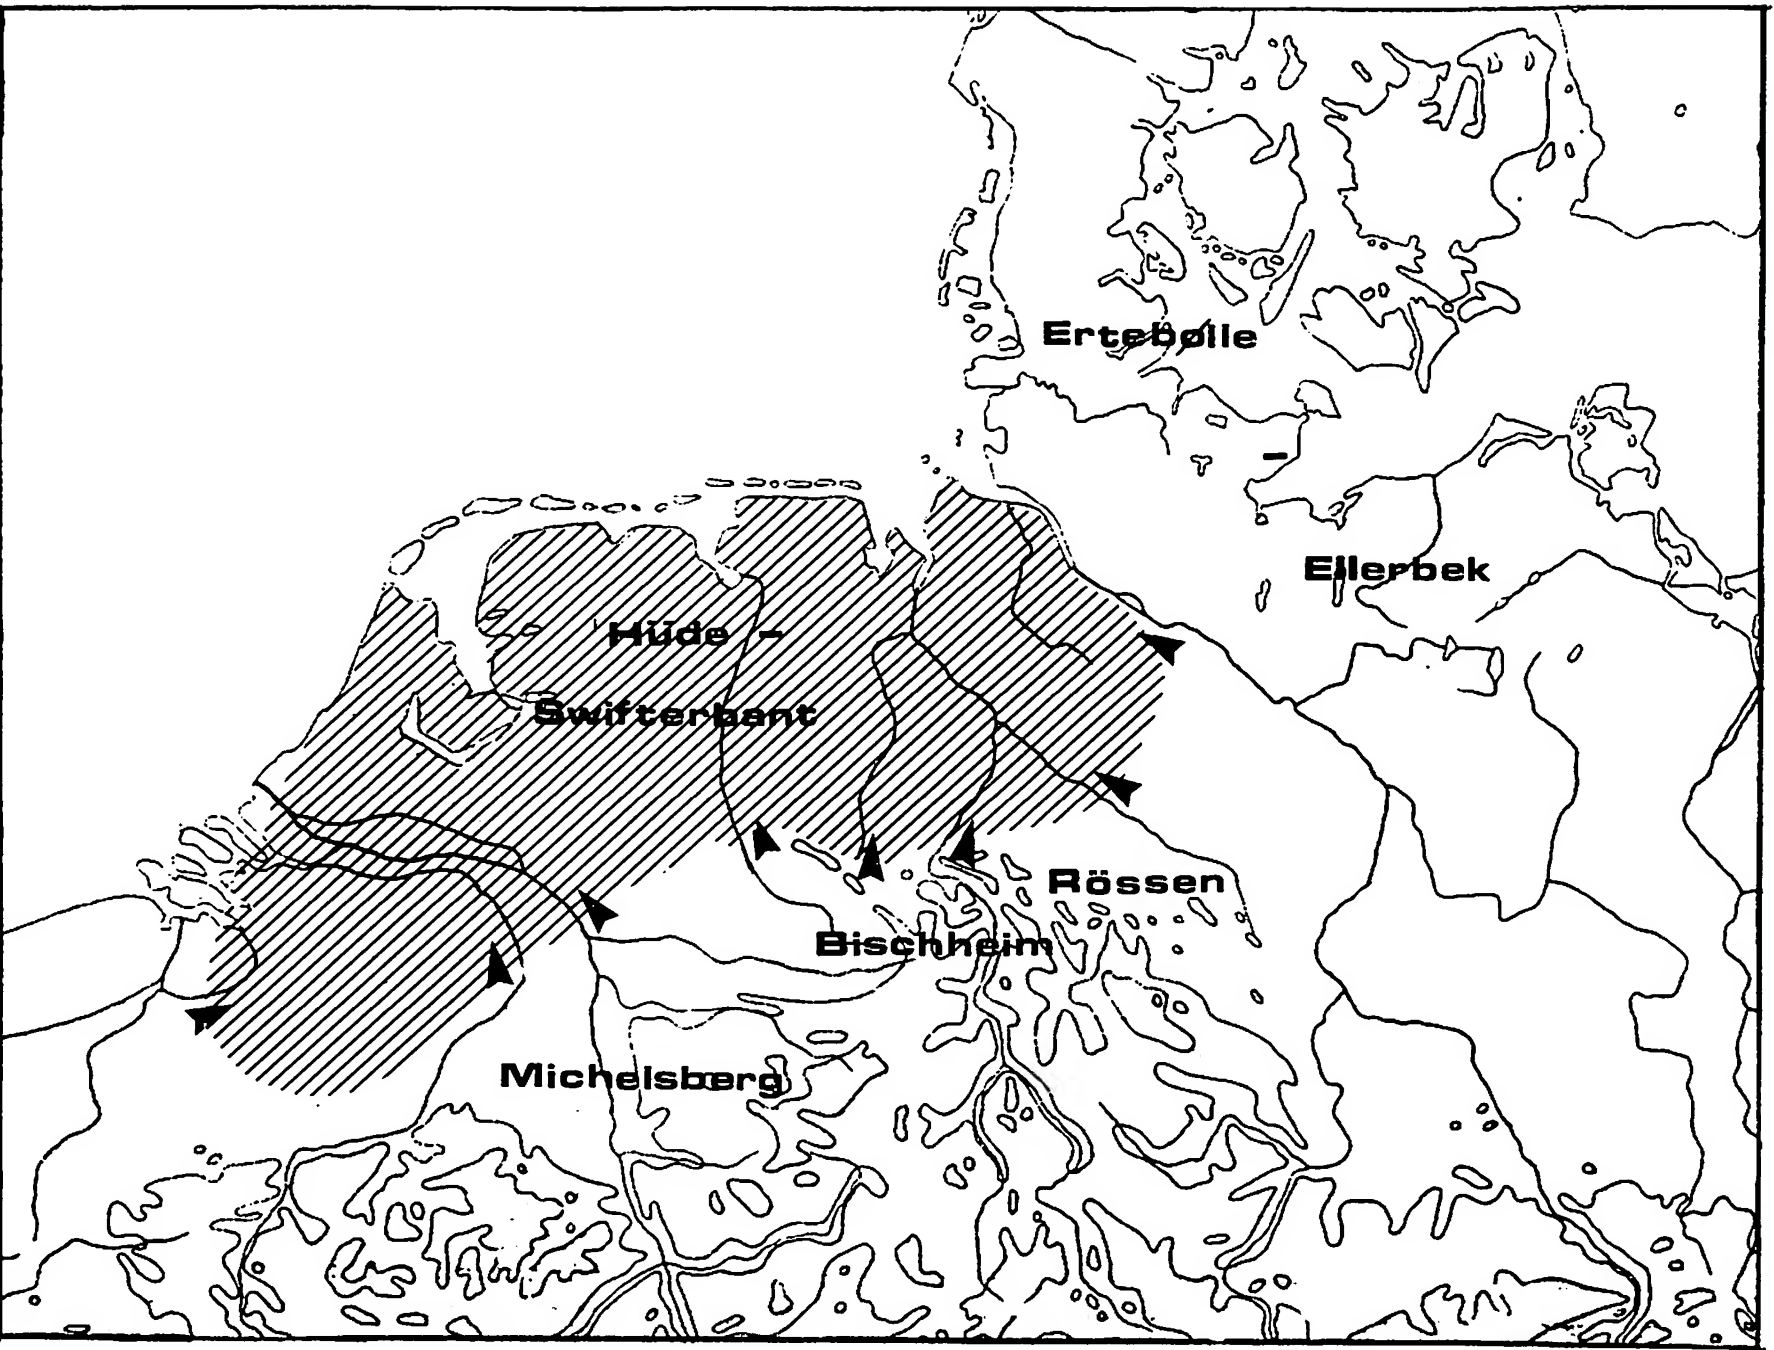 Ertebølle
-
Ellerbek
Hüde -
Swifterbant
Rössen
Bischheim
Michelsberg